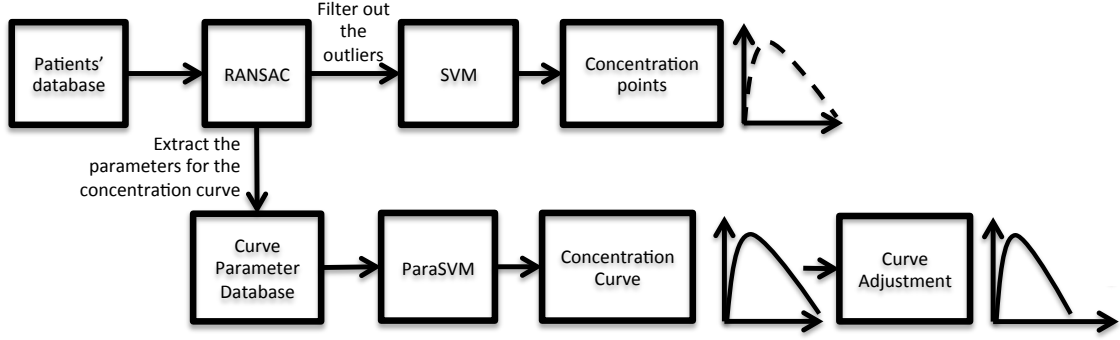 Patients'
database
RANSAC
Filter out
the
outliers
SVM
Concentration
points
Extract the
parameters for the
concentration curve
Curve
Parameter
Database
ParaSVM
Concentration
Curve
Curve
Adjustment